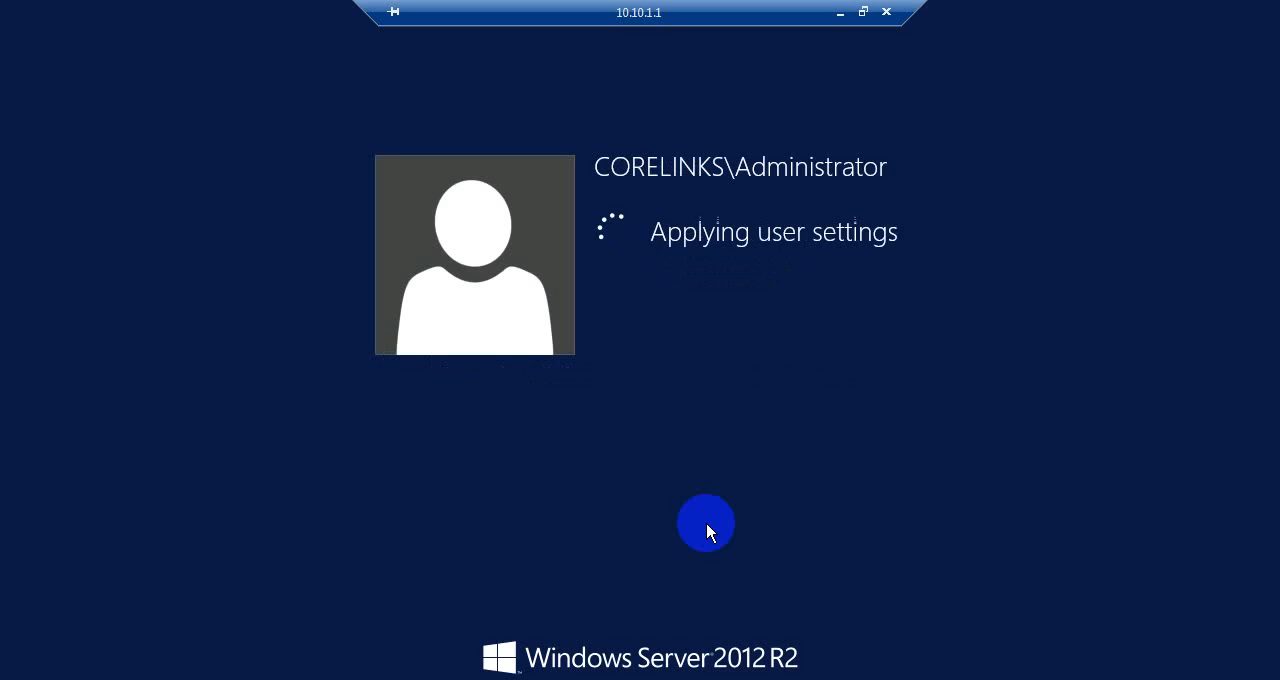 10.10.1.1
CORELINKS\Administrator
Applying user settings
Windows Server 2012 R2